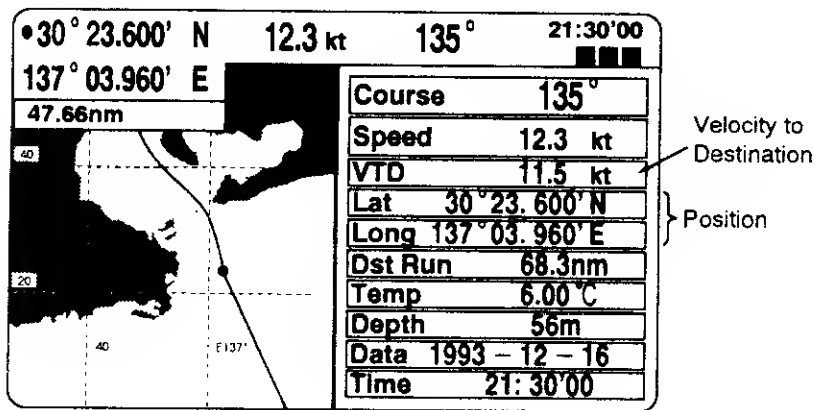 •30° 23.600' N 12.3 kt 135° 21:30'00
137° 03.960' E
47.66nm
40
20
40 E137°
Course 135°
Speed 12.3 kt
VTD 11.5 kt
Lat 30°23.600'N
Long 137°03.960'E
Dst Run 68.3nm
Temp 6.00°C
Depth 56m
Data 1993 – 12 – 16
Time 21:30'00
Velocity to
Destination
Position